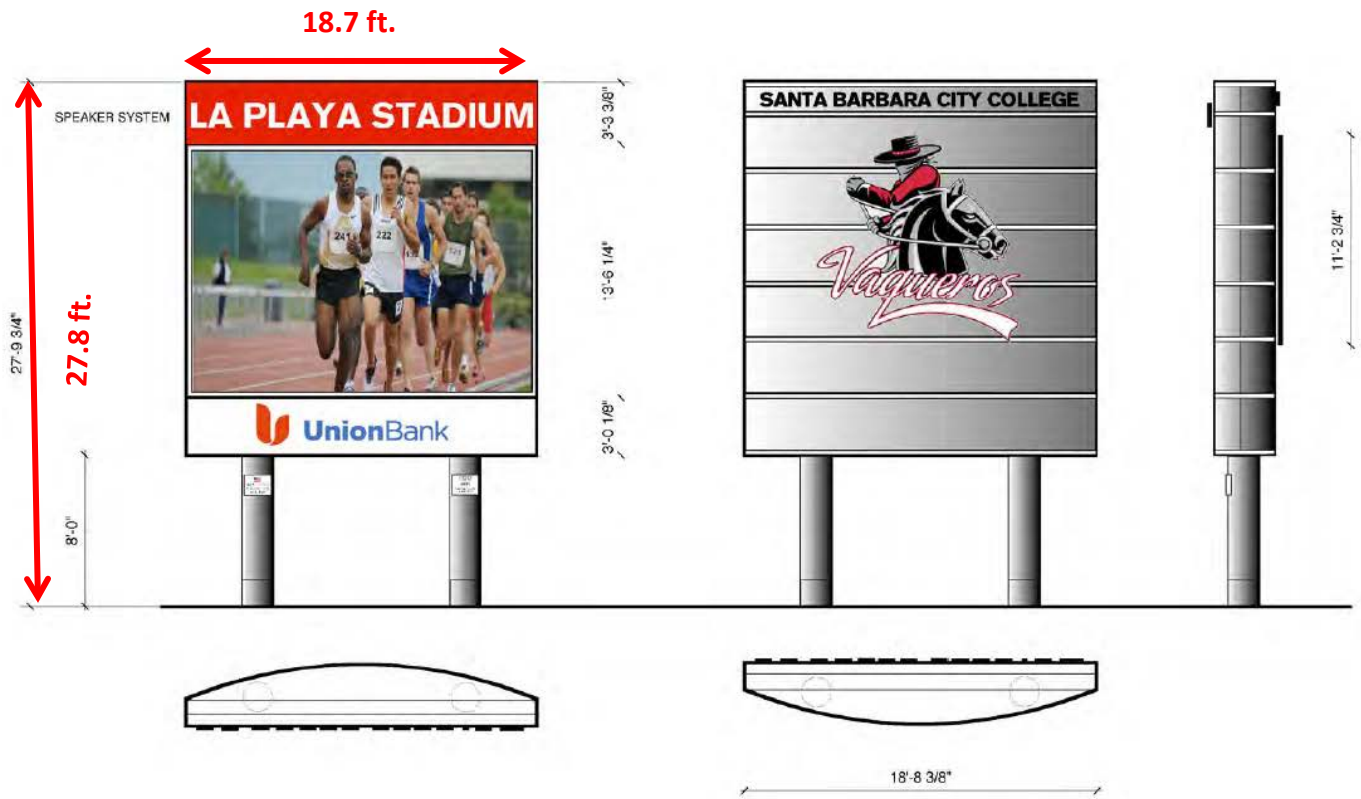 18.7 ft.
SPEAKER SYSTEM
LA PLAYA STADIUM
3'-3 3/8"
241
222
13'-6 1/4"
27'-9 3/4"
27.8 ft.
UnionBank
3'-0 1/8"
8'-0"
SANTA BARBARA CITY COLLEGE
Vaqueros
11'-2 3/4"
18'-8 3/8"